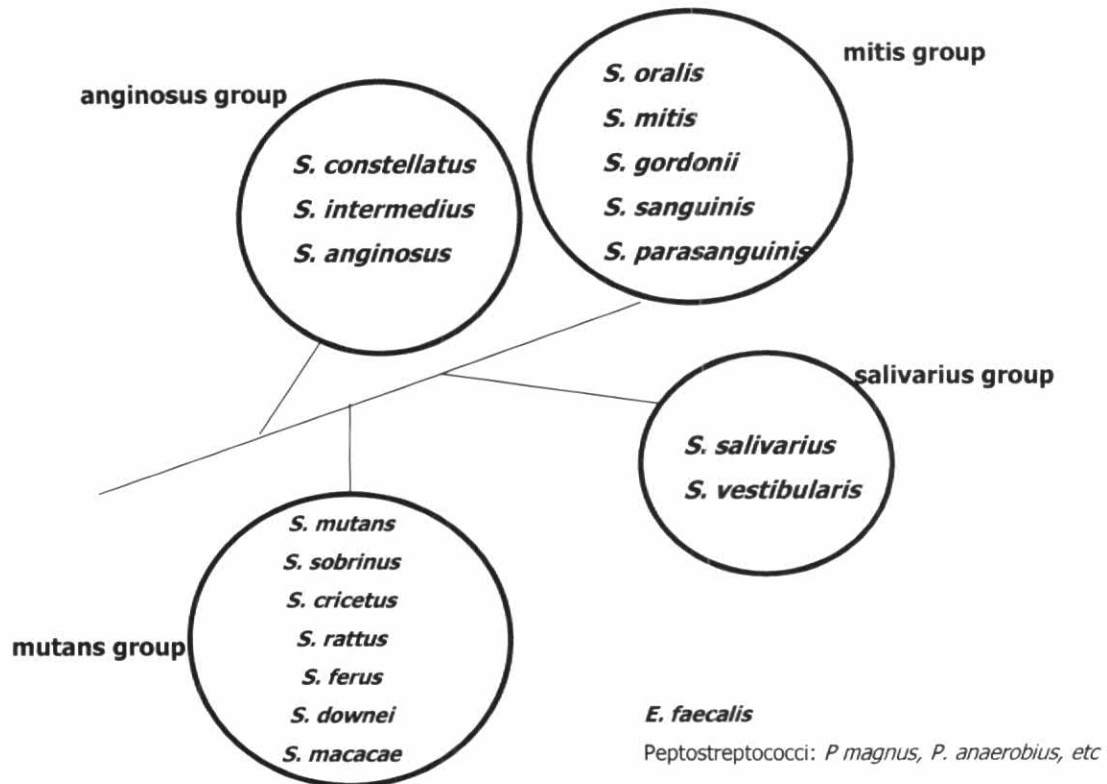 mitis group
S. oralis
S. mitis
S. gordonii
S. sanguinis
S. parasanguinis
anginosus group
S. constellatus
S. intermedius
S. anginosus
salivarius group
S. salivarius
S. vestibularis
mutans group
S. mutans
S. sobrinus
S. cricetus
S. rattus
S. ferus
S. downei
S. macacae
E. faecalis
Peptostreptococci: P magnus, P. anaerobius, etc